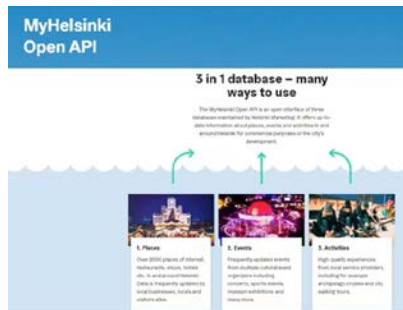 MyHelsinki
Open API
3 in 1 database – many
ways to use
The MyHelsinki Open API is an open interface of three
databases maintained by Helsinki Marketing. It offers up-to-
date information about places, events and activities in and
around Helsinki for commercial purposes or the city's
development.
1. Places
Over 2000 places of interest,
restaurants, shops, hotels
etc. in and around Helsinki.
Data is frequently updated by
local businesses, locals and
visitors alike.
2. Events
Frequently updates events
from multiple cultural event
organizers including
concerts, sports events,
museum exhibitions and
many more.
3. Activities
High quality experiences
from local service providers,
including for example
archipelago cruises and city
walking tours.